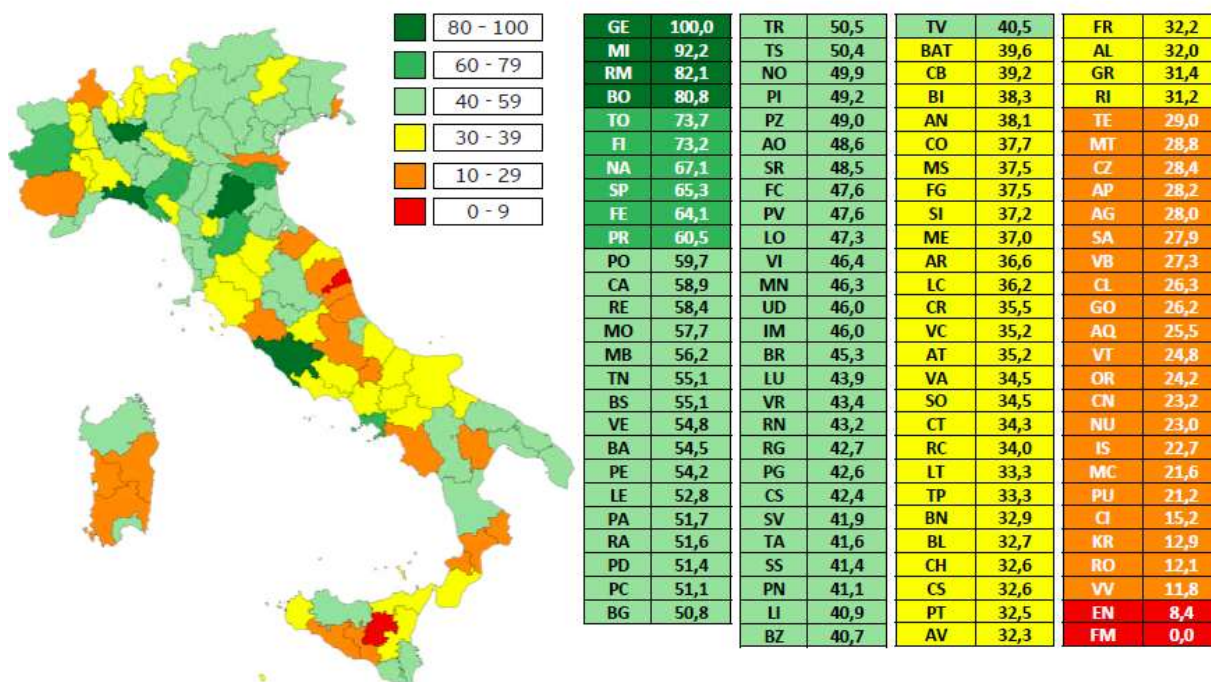 80 - 100
60 - 79
40 - 59
30 - 39
10 - 29
0 - 9
GE 100,0
MI 92,2
RM 82,1
BO 80,8
TO 73,7
FI 73,2
NA 67,1
SP 65,3
FE 64,1
PR 60,5
PO 59,7
CA 58,9
RE 58,4
MO 57,7
MB 56,2
TN 55,1
BS 55,1
VE 54,8
BA 54,5
PE 54,2
LE 52,8
PA 51,7
RA 51,6
PD 51,4
PC 51,1
BG 50,8
TR 50,5
TS 50,4
NO 49,9
PI 49,2
PZ 49,0
AO 48,6
SR 48,5
FC 47,6
PV 47,6
LO 47,3
VI 46,4
MN 46,3
UD 46,0
IM 46,0
BR 45,3
LU 43,9
VR 43,4
RN 43,2
RG 42,7
PG 42,6
CS 42,4
SV 41,9
TA 41,6
SS 41,4
PN 41,1
LI 40,9
BZ 40,7
TV 40,5
BAT 39,6
CB 39,2
BI 38,3
AN 38,1
CO 37,7
MS 37,5
FG 37,5
SI 37,2
ME 37,0
AR 36,6
LC 36,2
CR 35,5
VC 35,2
AT 35,2
VA 34,5
SO 34,5
CT 34,3
RC 34,0
LT 33,3
TP 33,3
BN 32,9
BL 32,7
CH 32,6
CS 32,6
PT 32,5
AV 32,3
FR 32,2
AL 32,0
GR 31,4
RI 31,2
TE 29,0
MT 28,8
CZ 28,4
AP 28,2
AG 28,0
SA 27,9
VB 27,3
CL 26,3
GO 26,2
AQ 25,5
VT 24,8
OR 24,2
CN 23,2
NU 23,0
IS 22,7
MC 21,6
PU 21,2
CI 15,2
KR 12,9
RO 12,1
VV 11,8
EN 8,4
FM 0,0